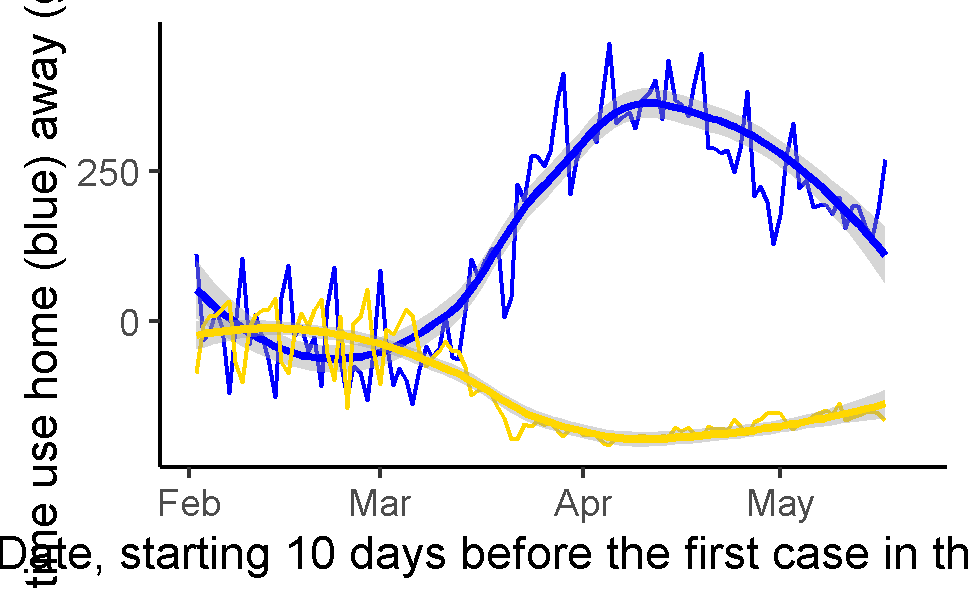 time use home (blue) away (
250
0
Feb Mar Apr May
Date, starting 10 days before the first case in th